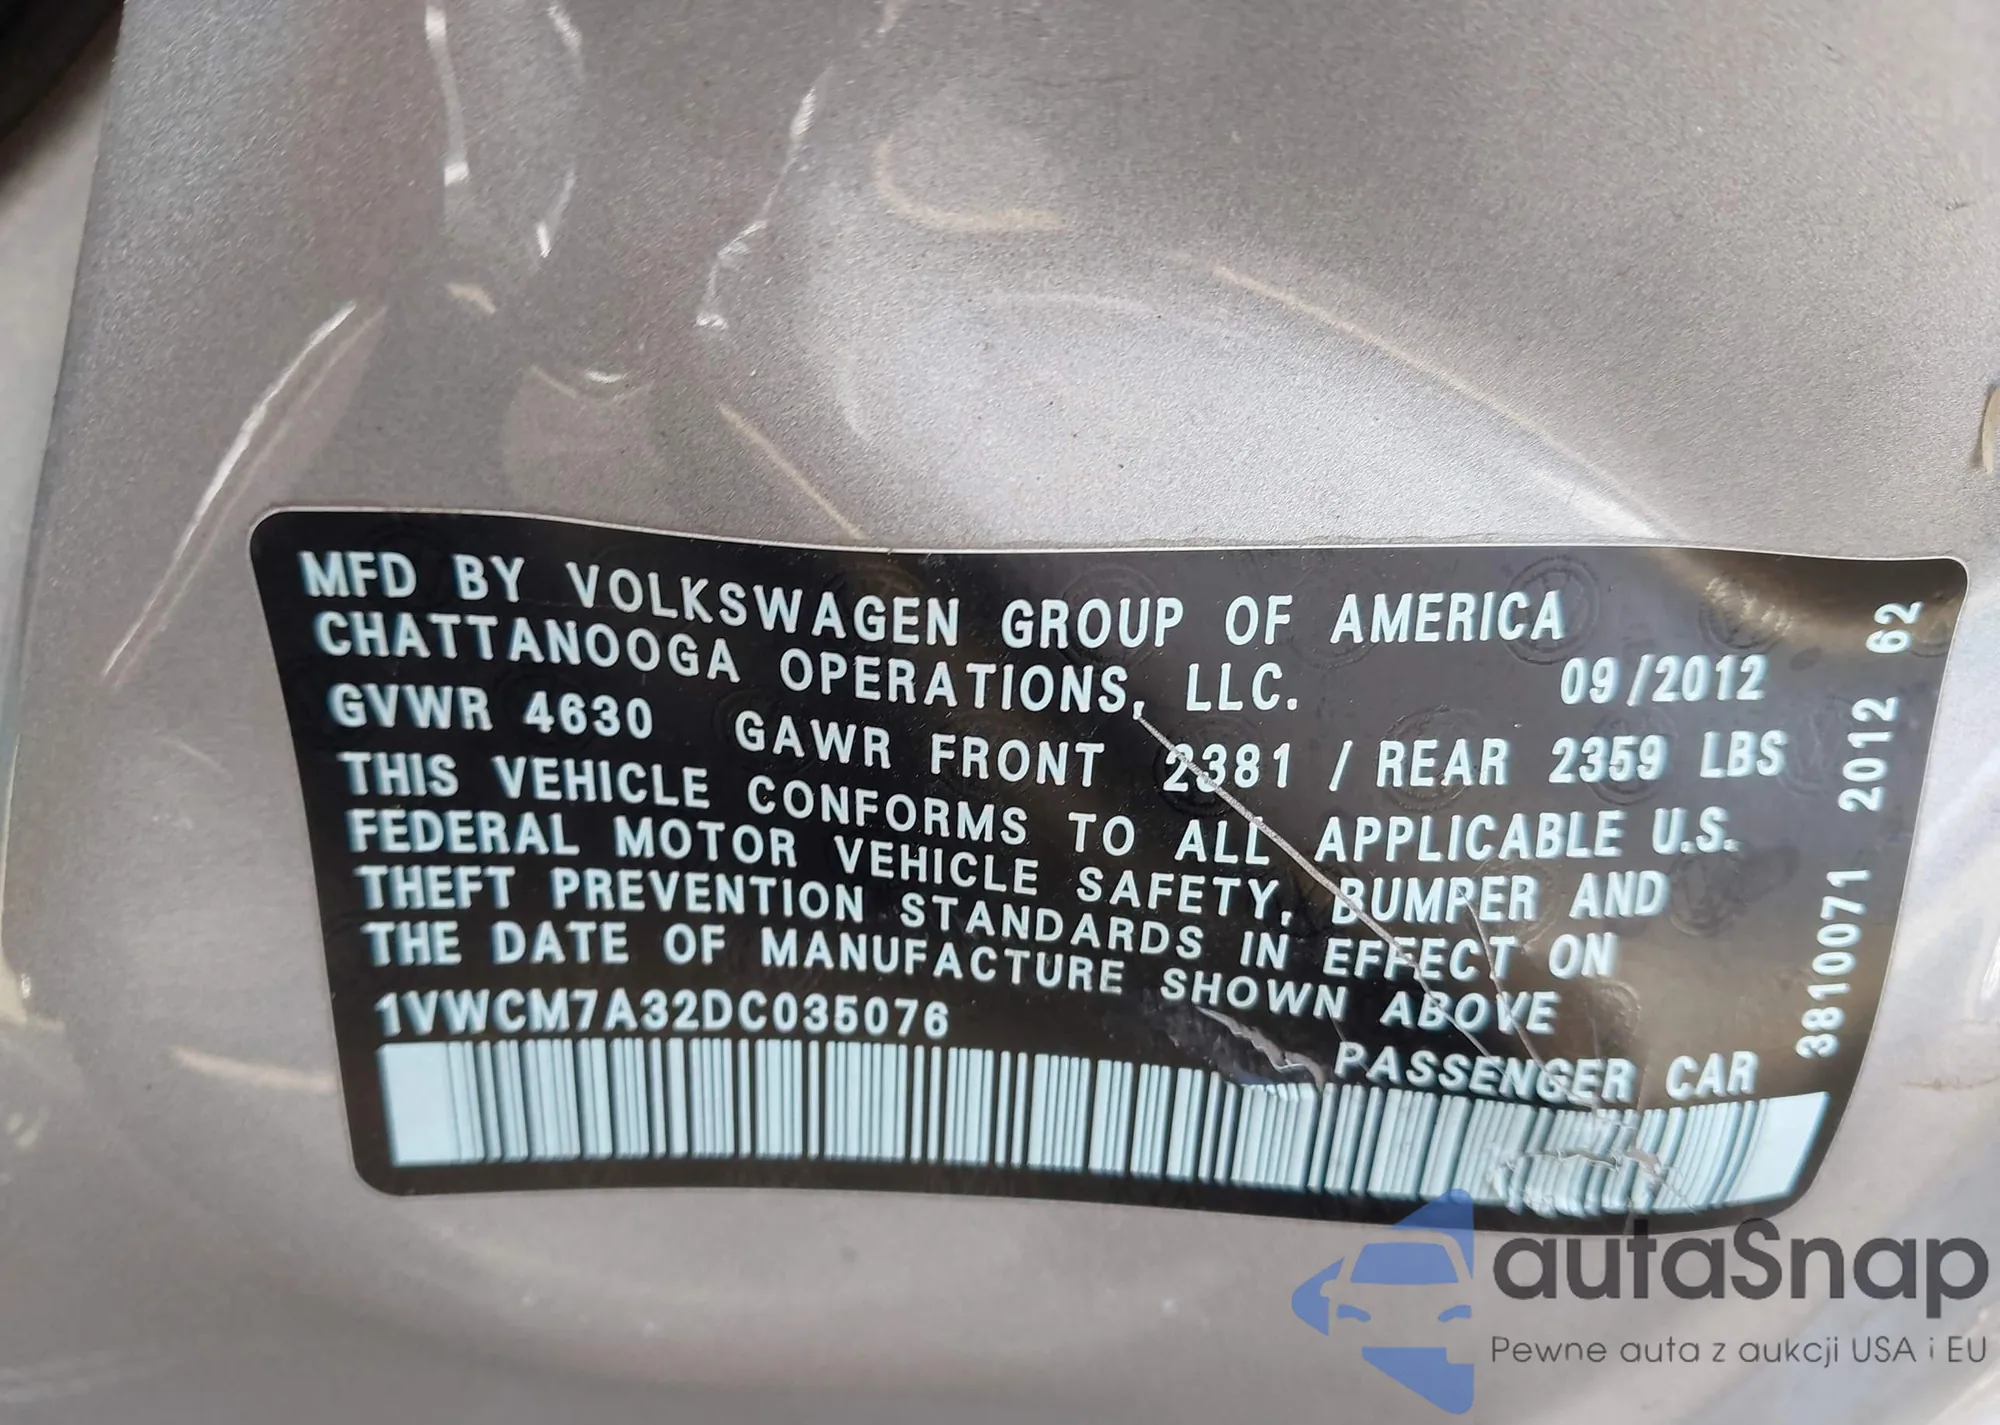 MFD BY VOLKSWAGEN GROUP OF AMERICA
CHATTANOOGA OPERATIONS, LLC. 09/2012
GVWR 4630 GAWR FRONT 2381 / REAR 2359 LBS
THIS VEHICLE CONFORMS TO ALL APPLICABLE U.S.
FEDERAL MOTOR VEHICLE SAFETY, BUMPER AND
THEFT PREVENTION STANDARDS IN EFFECT ON
THE DATE OF MANUFACTURE SHOWN ABOVE
1VWCM7A32DC035076
PASSENGER CAR
3810071 2012 62
autaSnap
Pewne auta z aukcji USA i EU